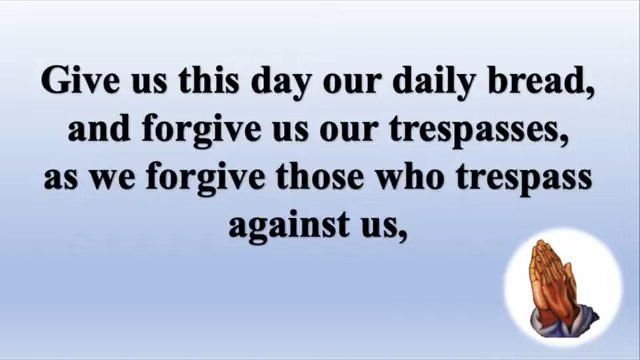 Give us this day our daily bread,
and forgive us our trespasses,
as we forgive those who trespass
against us,